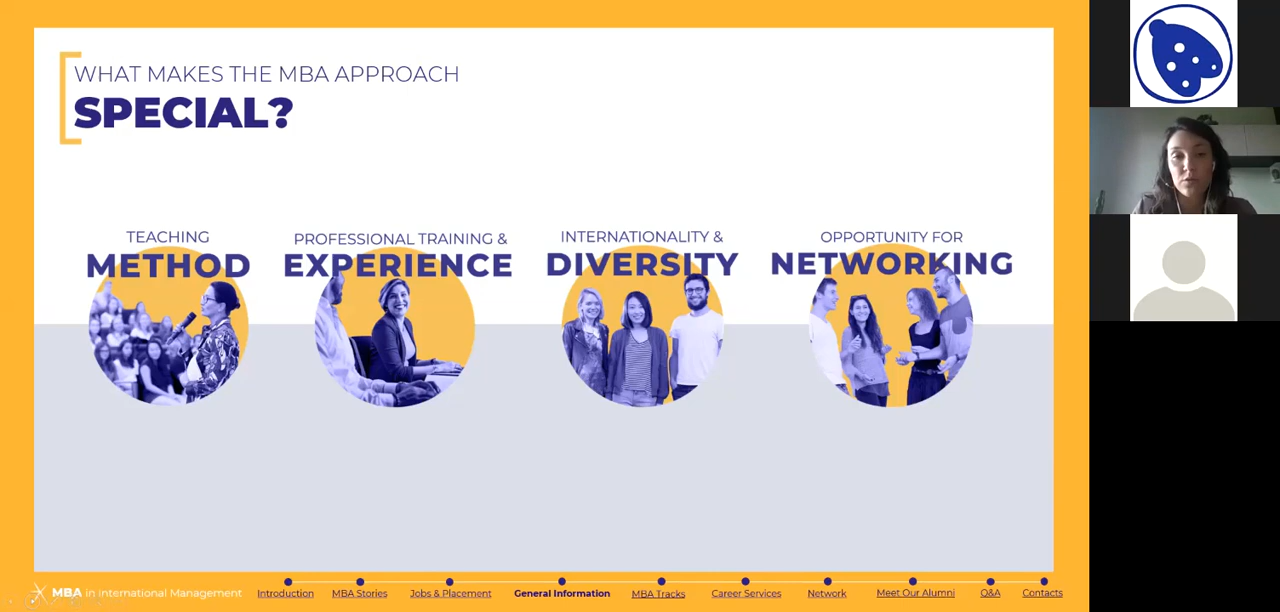 WHAT MAKES THE MBA APPROACH
SPECIAL?
TEACHING
METHOD
PROFESSIONAL TRAINING &
EXPERIENCE
INTERNATIONALITY &
DIVERSITY
OPPORTUNITY FOR
NETWORKING
MBA in international Management
Introduction
MBA Stories
Jobs & Placement
General Information
MBA Tracks
Career Services
Network
Meet Our Alumni
Q&A
Contacts